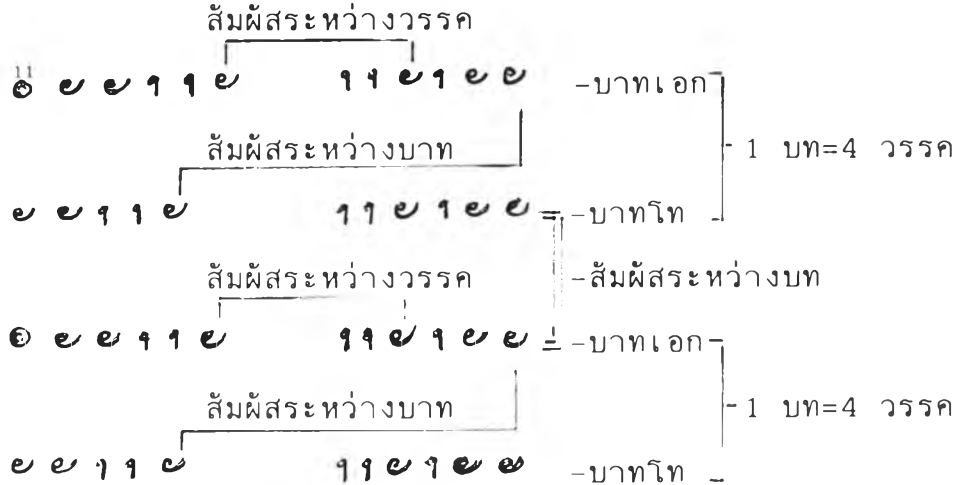 สัมผัสระหว่างวรรค
11
๏ ั ั ุ ุ ั ุ ุ ั ุ ั ั -บาทเอก
สัมผัสระหว่างบาท - 1 บท=4 วรรค
ั ั ุ ุ ั ุ ุ ั ุ ั ั -บาทโท
สัมผัสระหว่างวรรค -สัมผัสระหว่างบท
๏ ั ั ุ ุ ั ุ ุ ั ุ ั ั -บาทเอก
สัมผัสระหว่างบาท - 1 บท=4 วรรค
ั ั ุ ุ ั ุ ุ ั ุ ั ั -บาทโท